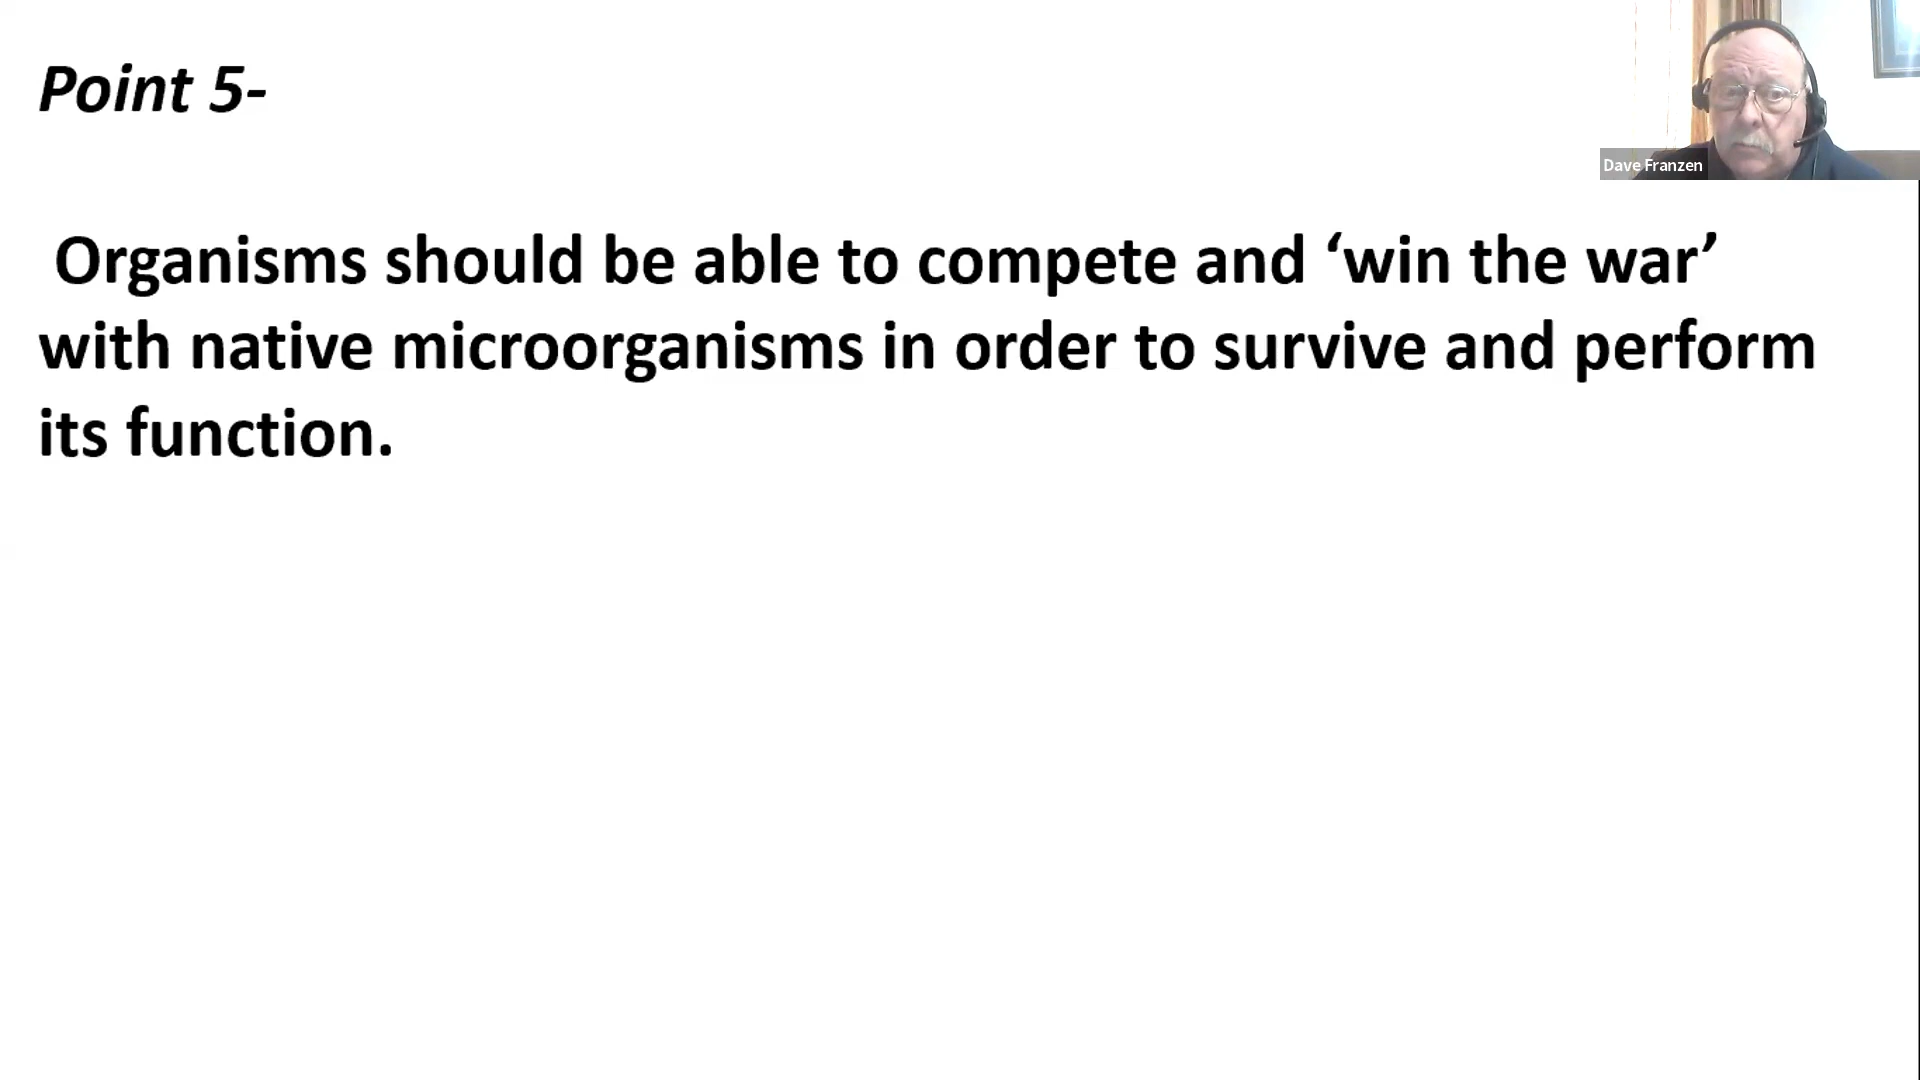 Point 5-
Dave Franzen
Organisms should be able to compete and ‘win the war’
with native microorganisms in order to survive and perform
its function.